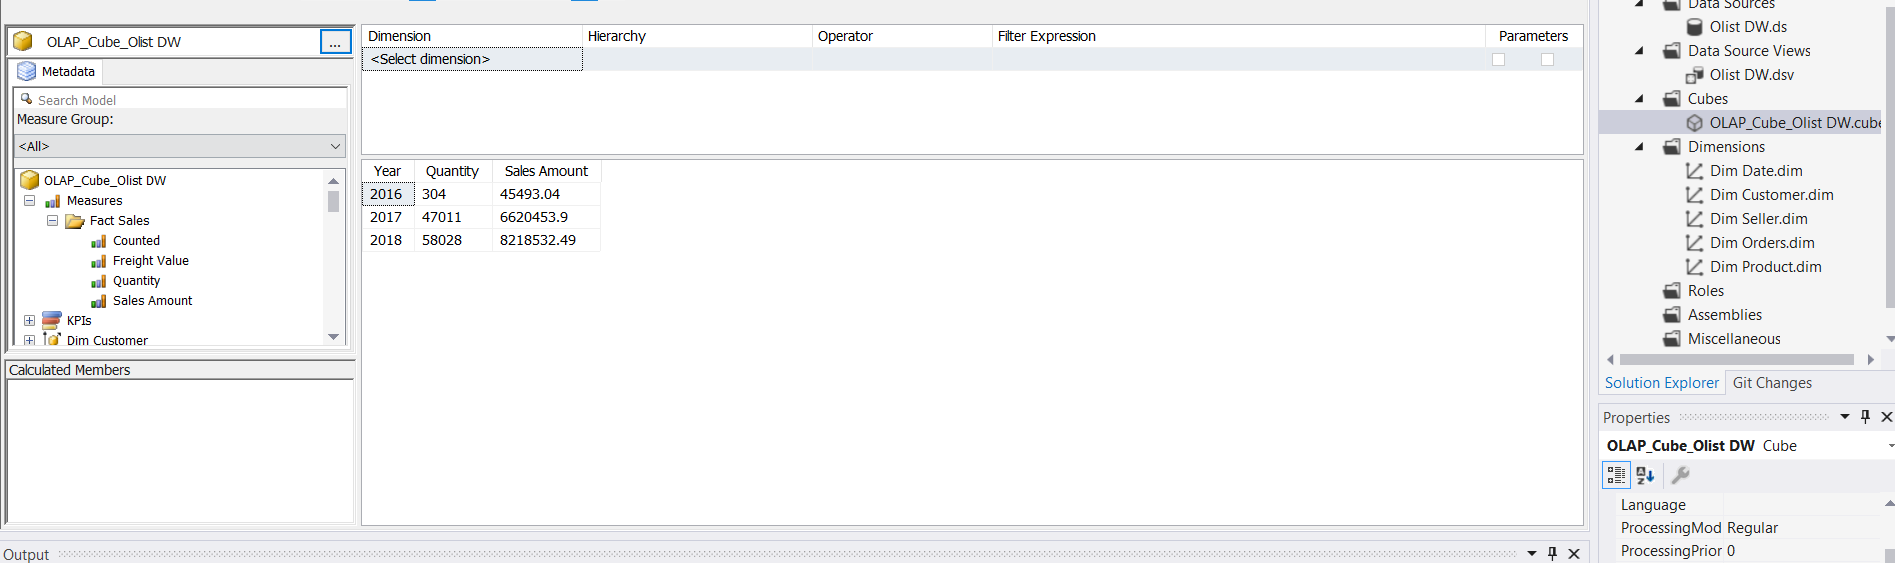 OLAP_Cube_Olist DW
...
Metadata
Search Model
Measure Group:
<All>
OLAP_Cube_Olist DW
Measures
Fact Sales
Counted
Freight Value
Quantity
Sales Amount
KPIs
Dim Customer
Calculated Members
Dimension Hierarchy Operator Filter Expression Parameters
<Select dimension>
Year Quantity Sales Amount
2016 304 45493.04
2017 47011 6620453.9
2018 58028 8218532.49
Output
Data Sources
Olist DW.ds
Data Source Views
Olist DW.dsv
Cubes
OLAP_Cube_Olist DW.cube
Dimensions
Dim Date.dim
Dim Customer.dim
Dim Seller.dim
Dim Orders.dim
Dim Product.dim
Roles
Assemblies
Miscellaneous
Solution Explorer Git Changes
Properties
OLAP_Cube_Olist DW Cube
Language
ProcessingMod Regular
ProcessingPrior 0